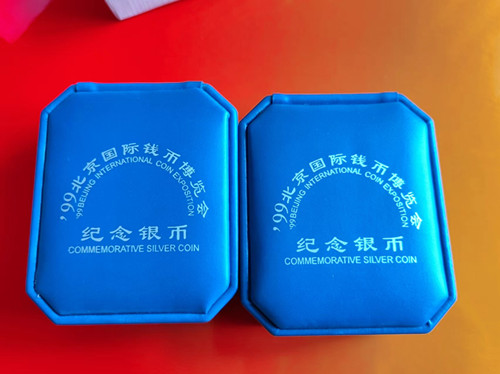 '99北京国际钱币博览会
'99BEIJING INTERNATIONAL COIN EXPOSITION
纪念银币
COMMEMORATIVE SILVER COIN
'99北京国际钱币博览会
'99BEIJING INTERNATIONAL COIN EXPOSITION
纪念银币
COMMEMORATIVE SILVER COIN